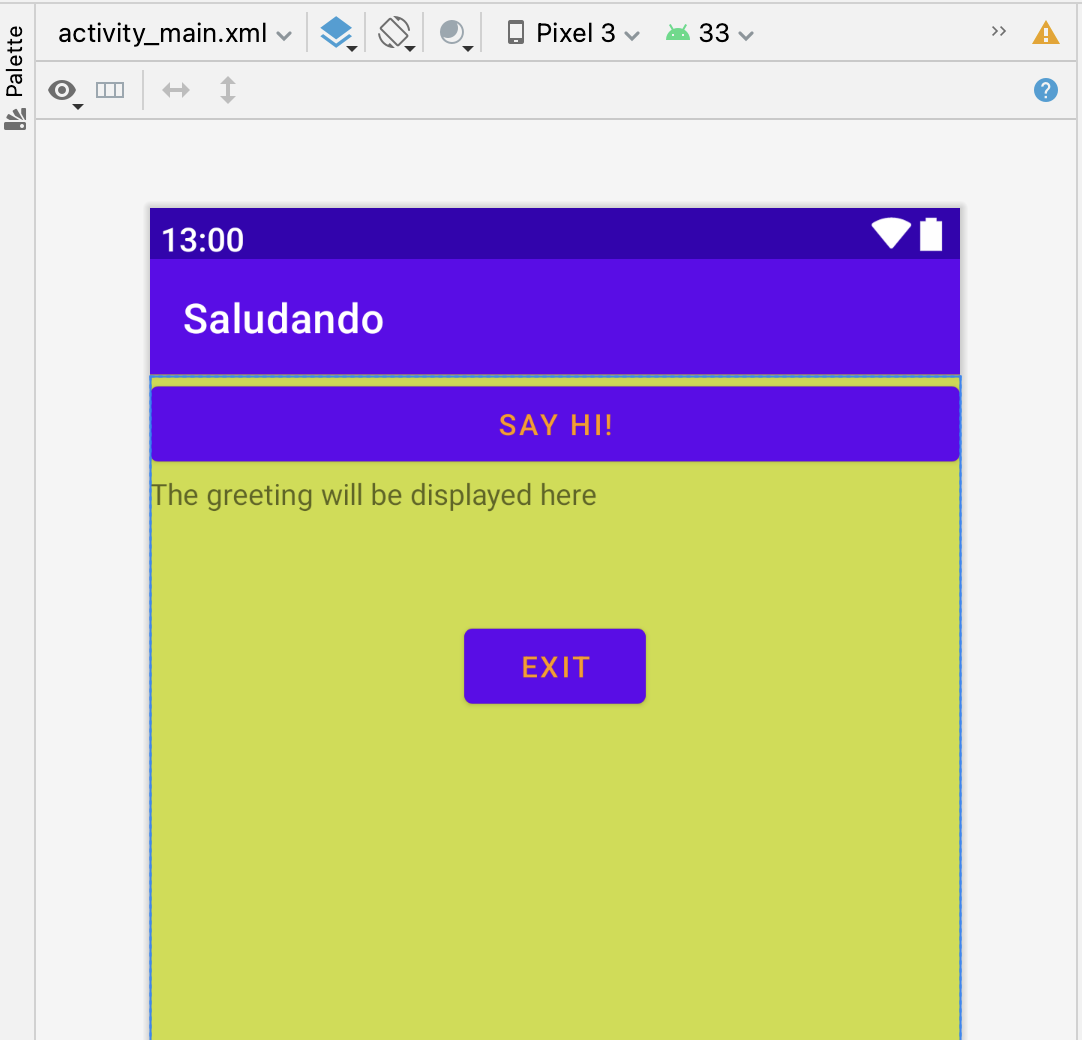 activity_main.xml
Pixel 3
33
Palette
?
13:00
Saludando
SAY HI!
The greeting will be displayed here
EXIT